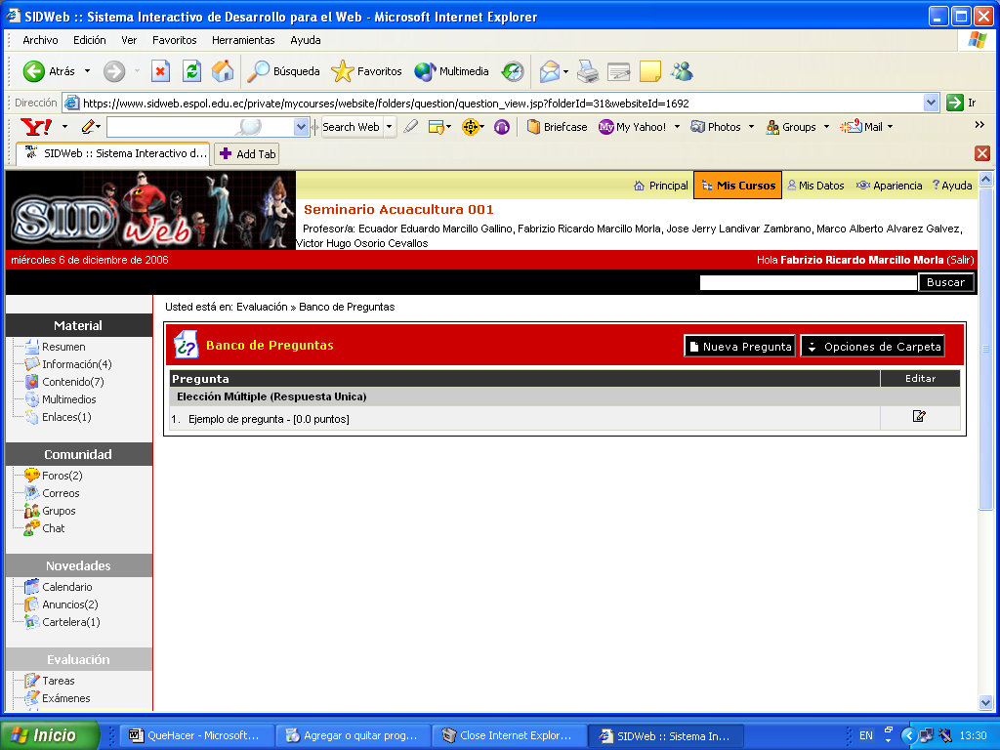 SIDWeb :: Sistema Interactivo de Desarrollo para el Web - Microsoft Internet Explorer
Archivo Edición Ver Favoritos Herramientas Ayuda
Atrás Búsqueda Favoritos Multimedia
Dirección https://www.sidweb.espol.edu.ec/private/mycourses/website/folders/question/question_view.jsp?folderId=31&websiteId=1692 Ir
Y! Search Web Briefcase My My Yahoo! Photos Groups 9 Mail
SIDWeb :: Sistema Interactivo d... Add Tab
SID Web
Principal Mis Cursos Mis Datos Apariencia ? Ayuda
Seminario Acuacultura 001
Profesor/a: Ecuador Eduardo Marcillo Gallino, Fabrizio Ricardo Marcillo Morla, Jose Jerry Landivar Zambrano, Marco Alberto Alvarez Galvez,
Victor Hugo Osorio Cevallos
miércoles 6 de diciembre de 2006 Hola Fabrizio Ricardo Marcillo Morla (Salir)
Buscar
Usted está en: Evaluación » Banco de Preguntas
Material
Resumen
Información(4)
Contenido(7)
Multimedios
Enlaces(1)
Comunidad
Foros(2)
Correos
Grupos
Chat
Novedades
Calendario
Anuncios(2)
Cartelera(1)
Evaluación
Tareas
Exámenes
¿? Banco de Preguntas Nueva Pregunta Opciones de Carpeta
Pregunta Editar
Elección Múltiple (Respuesta Unica)
1. Ejemplo de pregunta - [0.0 puntos]
Inicio QueHacer - Microsoft... Agregar o quitar prog... Close Internet Explor... SIDWeb :: Sistema In... EN 13:30